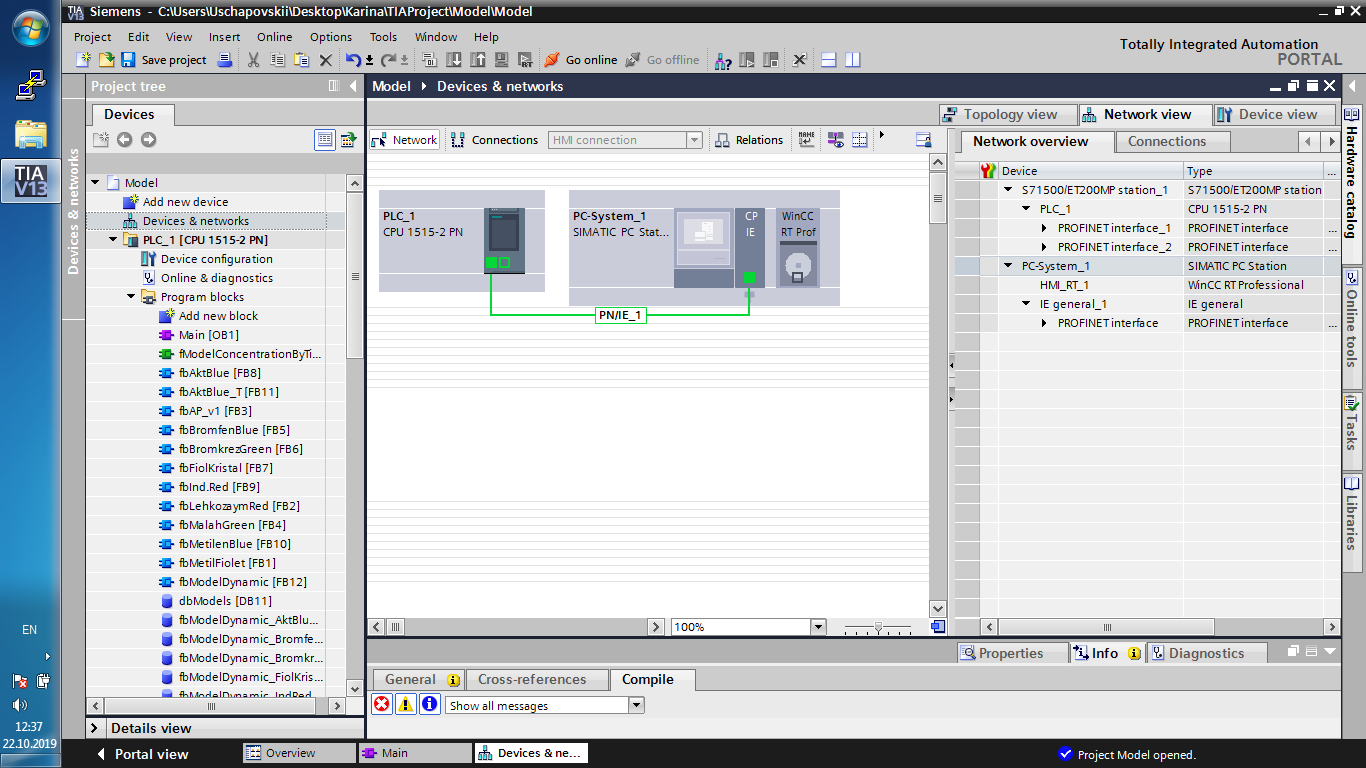 TIA V13 Siemens - C:\Users\Uschapovskii\Desktop\Karina\TIAProject\Model\Model
Project Edit View Insert Online Options Tools Window Help
Totally Integrated Automation
PORTAL
Save project
RT
Go online
Go offline
Project tree
Devices
Devices & networks
TIA V13
Model
Add new device
Devices & networks
PLC_1 [CPU 1515-2 PN]
Device configuration
Online & diagnostics
Program blocks
Add new block
Main [OB1]
fModelConcentrationByTi...
fbAktBlue [FB8]
fbAktBlue_T [FB11]
fbAP_v1 [FB3]
fbBromfenBlue [FB5]
fbBromkrezGreen [FB6]
fbFiolKristal [FB7]
fbInd.Red [FB9]
fbLehkozaymRed [FB2]
fbMalahGreen [FB4]
fbMetilenBlue [FB10]
fbMetilFiolet [FB1]
fbModelDynamic [FB12]
dbModels [DB11]
fbModelDynamic_AktBlu...
fbModelDynamic_Bromfe...
fbModelDynamic_Bromkr...
fbModelDynamic_FiolKris...
fbModelDynamic_IndRed
Details view
Model Devices & networks
Topology view
Network view
Device view
Network
Connections
HMI connection
Relations
NAME
PLC_1
CPU 1515-2 PN
PC-System_1
SIMATIC PC Stat...
CP
IE
WinCC
RT Prof
PN/IE_1
100%
Network overview
Connections
Device Type ...
S71500/ET200MP station_1 S71500/ET200MP station
PLC_1 CPU 1515-2 PN
PROFINET interface_1 PROFINET interface ...
PROFINET interface_2 PROFINET interface ...
PC-System_1 SIMATIC PC Station
HMI_RT_1 WinCC RT Professional
IE general_1 IE general
PROFINET interface PROFINET interface ...
Hardware catalog
Online tools
Tasks
Libraries
Properties
Info
Diagnostics
General
Cross-references
Compile
Show all messages
EN
12:37
22.10.2019
Portal view
Overview
Main
Devices & ne...
Project Model opened.